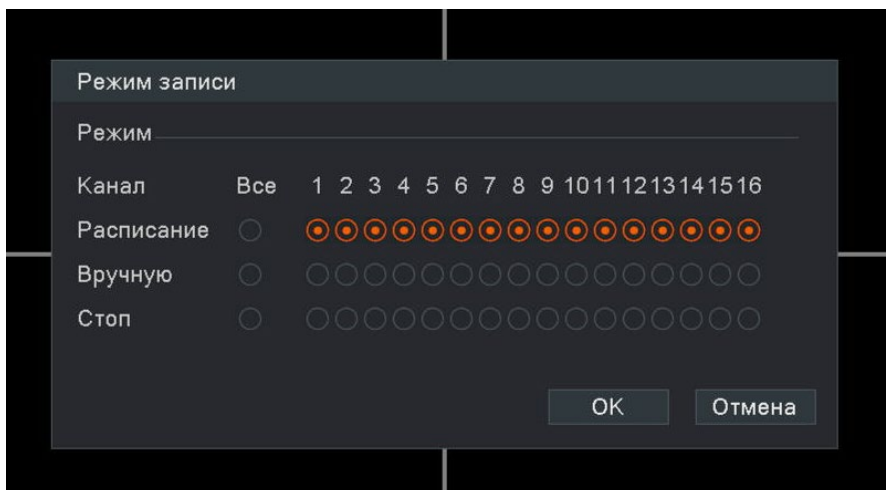 Режим записи
Режим
Канал Все 1 2 3 4 5 6 7 8 9 10 11 12 13 14 15 16
Расписание
Вручную
Стоп
OK Отмена